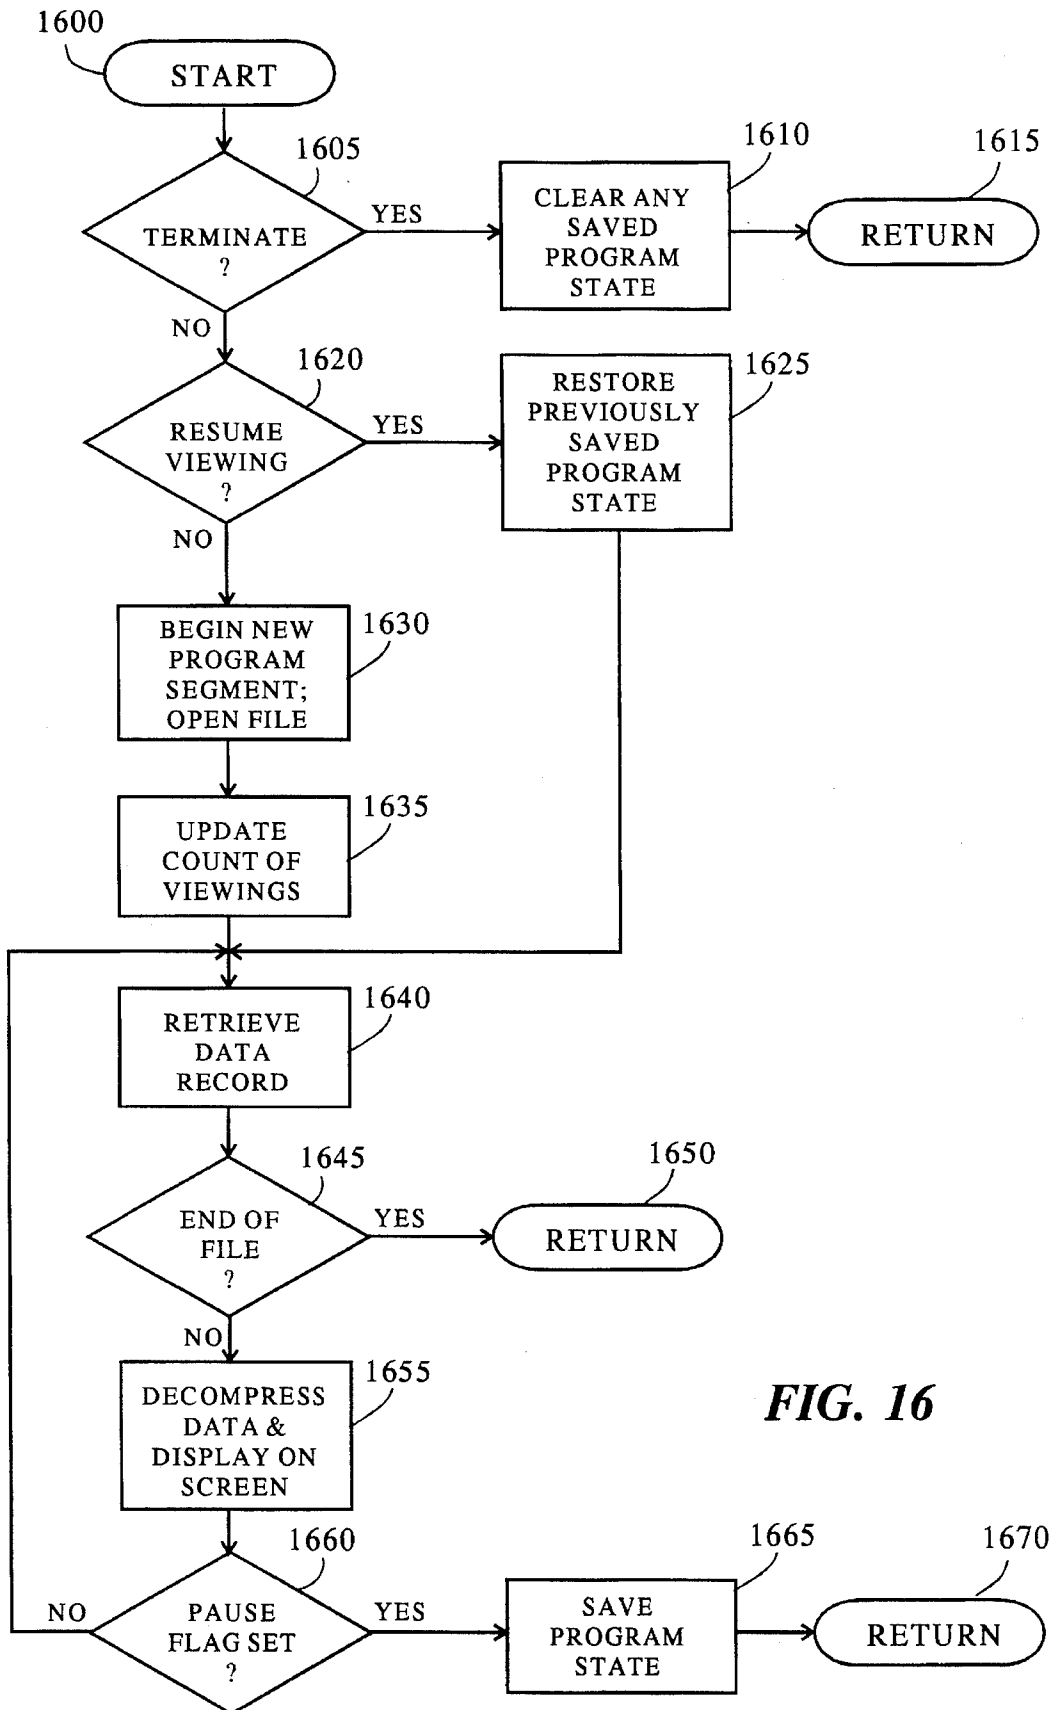 1600
START
1605
TERMINATE
?
YES
1610
CLEAR ANY
SAVED
PROGRAM
STATE
1615
RETURN
NO
1620
RESUME
VIEWING
?
YES
1625
RESTORE
PREVIOUSLY
SAVED
PROGRAM
STATE
NO
1630
BEGIN NEW
PROGRAM
SEGMENT;
OPEN FILE
1635
UPDATE
COUNT OF
VIEWINGS
1640
RETRIEVE
DATA
RECORD
1645
END OF
FILE
?
YES
1650
RETURN
NO
1655
DECOMPRESS
DATA &
DISPLAY ON
SCREEN
FIG. 16
1660
PAUSE
FLAG SET
?
NO
YES
1665
SAVE
PROGRAM
STATE
1670
RETURN